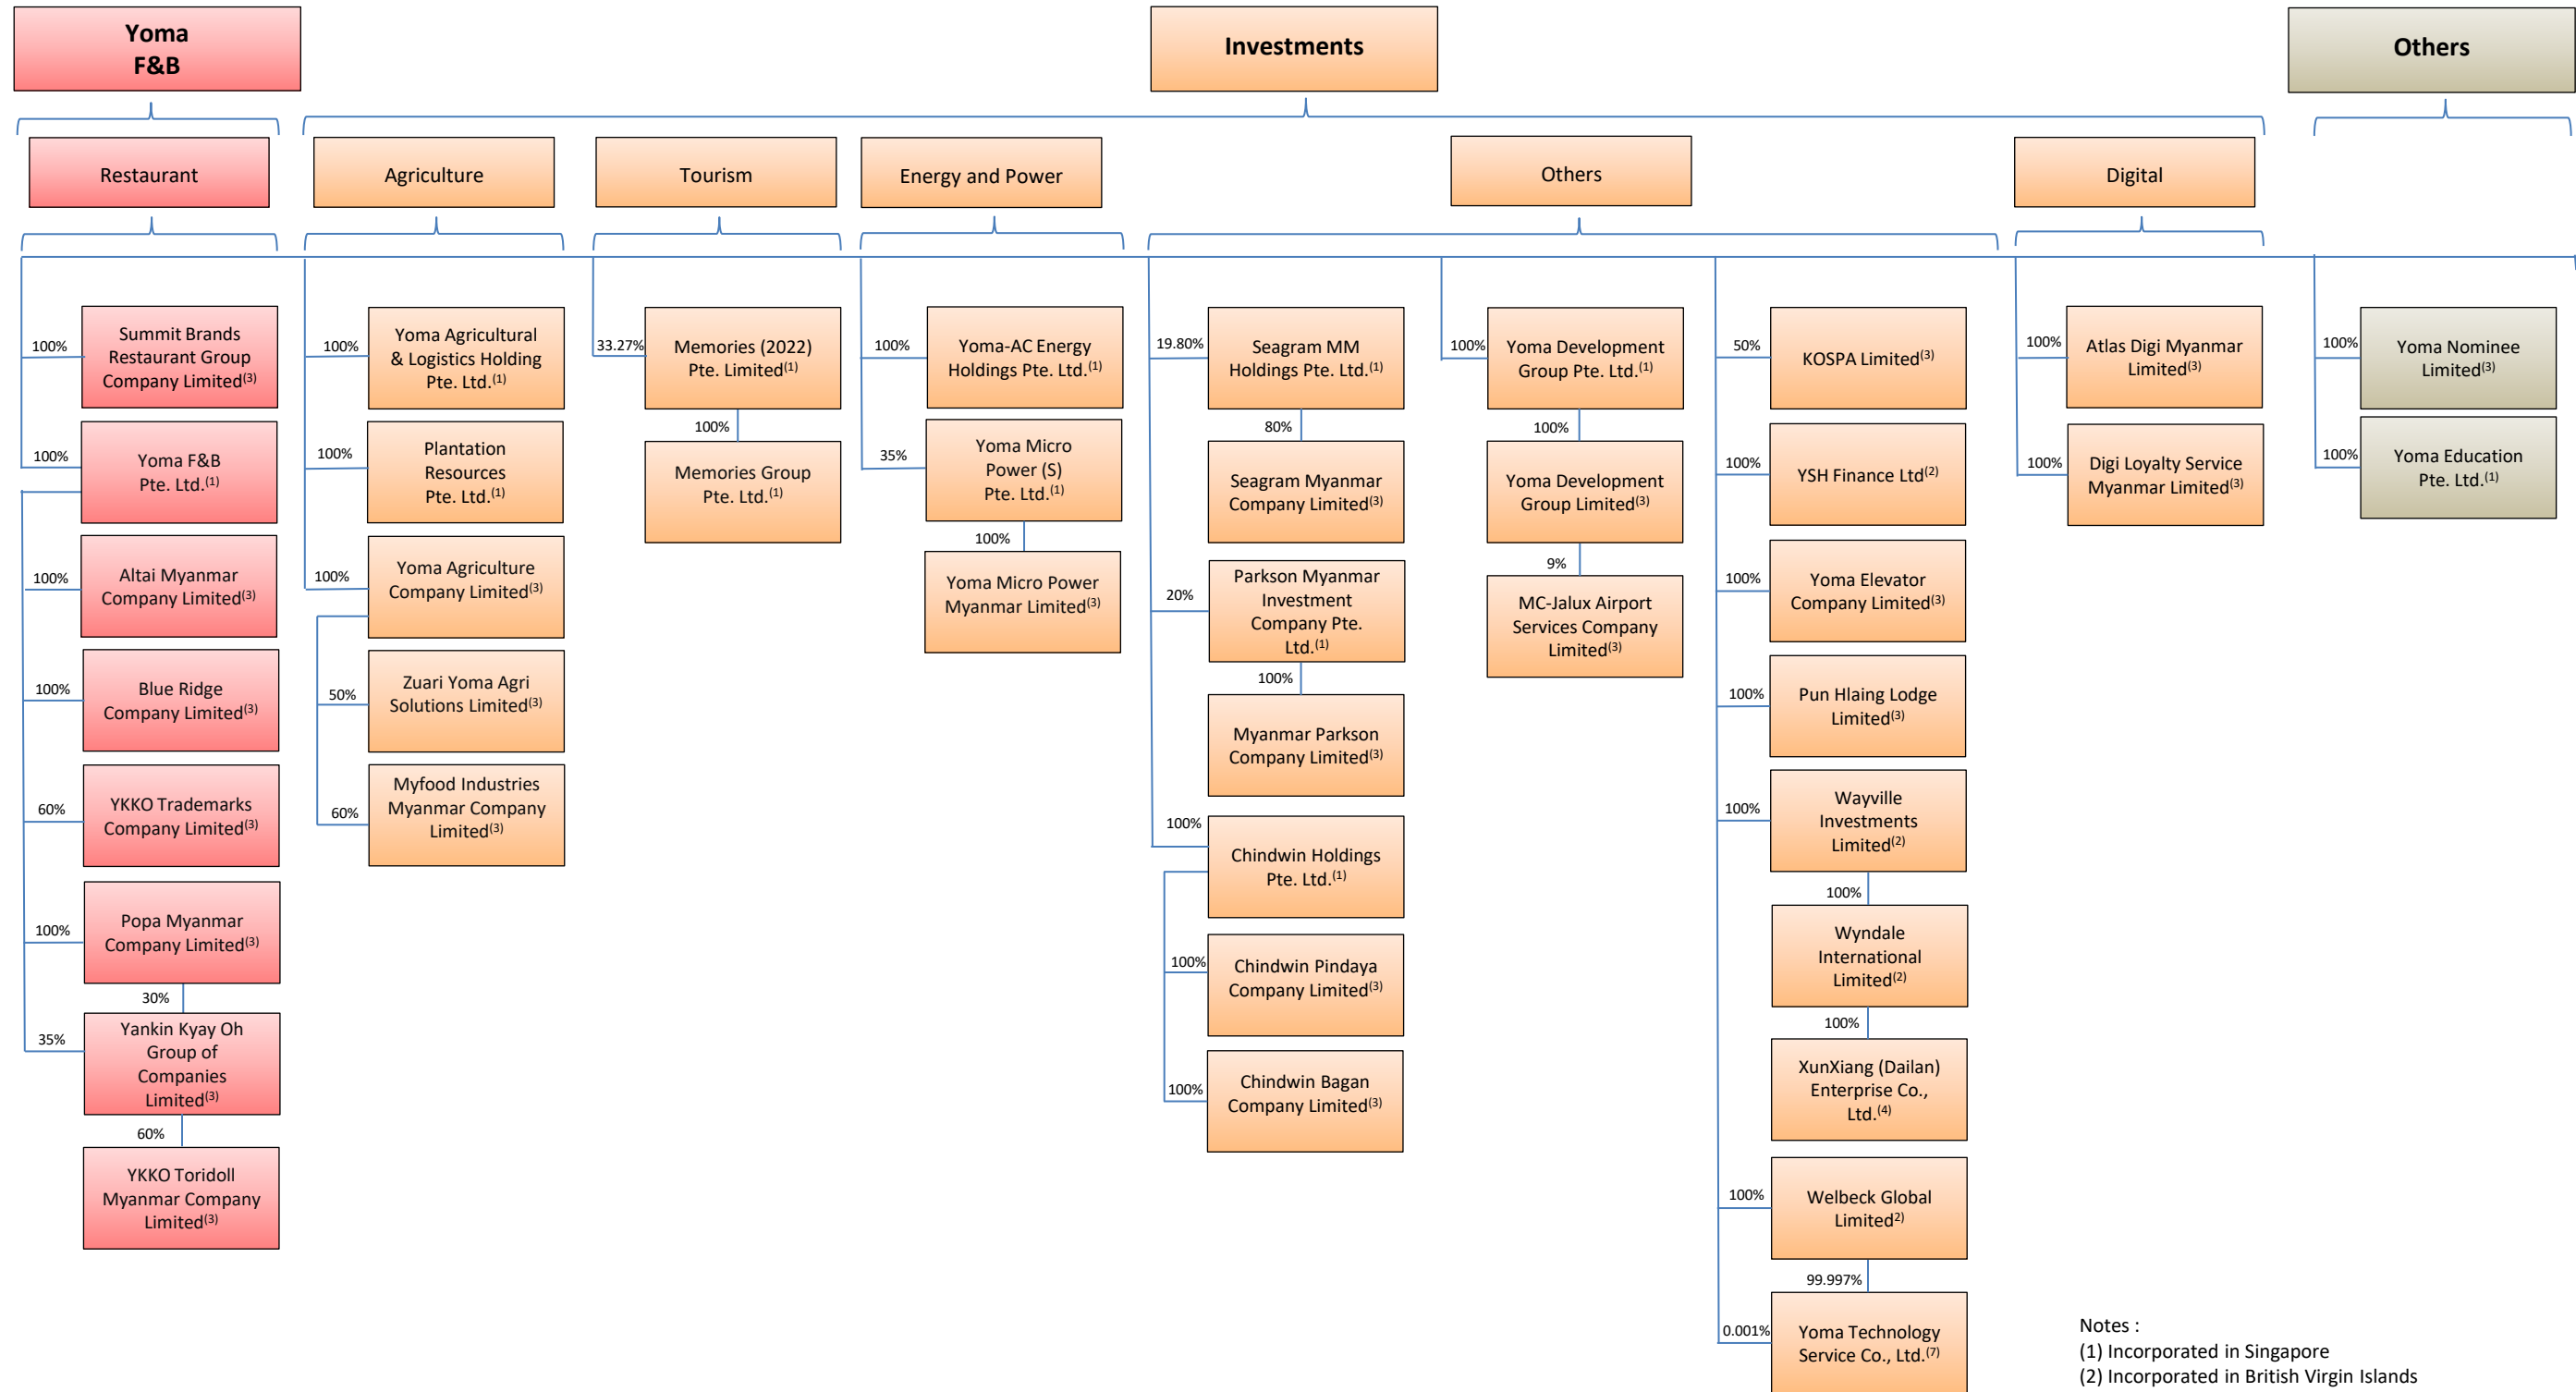 Yoma
F&B
Investments
Others
Restaurant
Agriculture
Tourism
Energy and Power
Others
Digital
100%
Summit Brands
Restaurant Group
Company Limited(3)
100%
Yoma F&B
Pte. Ltd.(1)
100%
Altai Myanmar
Company Limited(3)
100%
Blue Ridge
Company Limited(3)
60%
YKKO Trademarks
Company Limited(3)
100%
Popa Myanmar
Company Limited(3)
30%
35%
Yankin Kyay Oh
Group of
Companies
Limited(3)
60%
YKKO Toridoll
Myanmar Company
Limited(3)
100%
Yoma Agricultural
& Logistics Holding
Pte. Ltd.(1)
100%
Plantation
Resources
Pte. Ltd.(1)
100%
Yoma Agriculture
Company Limited(3)
50%
Zuari Yoma Agri
Solutions Limited(3)
60%
Myfood Industries
Myanmar Company
Limited(3)
33.27%
Memories (2022)
Pte. Limited(1)
100%
Memories Group
Pte. Ltd.(1)
100%
Yoma-AC Energy
Holdings Pte. Ltd.(1)
35%
Yoma Micro
Power (S)
Pte. Ltd.(1)
100%
Yoma Micro Power
Myanmar Limited(3)
19.80%
Seagram MM
Holdings Pte. Ltd.(1)
80%
Seagram Myanmar
Company Limited(3)
20%
Parkson Myanmar
Investment
Company Pte.
Ltd.(1)
100%
Myanmar Parkson
Company Limited(3)
100%
Chindwin Holdings
Pte. Ltd.(1)
100%
Chindwin Pindaya
Company Limited(3)
100%
Chindwin Bagan
Company Limited(3)
100%
Yoma Development
Group Pte. Ltd.(1)
100%
Yoma Development
Group Limited(3)
9%
MC-Jalux Airport
Services Company
Limited(3)
50%
KOSPA Limited(3)
100%
YSH Finance Ltd(2)
100%
Yoma Elevator
Company Limited(3)
100%
Pun Hlaing Lodge
Limited(3)
100%
Wayville
Investments
Limited(2)
100%
Wyndale
International
Limited(2)
100%
XunXiang (Dailan)
Enterprise Co.,
Ltd.(4)
100%
Welbeck Global
Limited2)
99.997%
0.001%
Yoma Technology
Service Co., Ltd.(7)
100%
Atlas Digi Myanmar
Limited(3)
100%
Digi Loyalty Service
Myanmar Limited(3)
100%
Yoma Nominee
Limited(3)
100%
Yoma Education
Pte. Ltd.(1)
Notes :
(1) Incorporated in Singapore
(2) Incorporated in British Virgin Islands